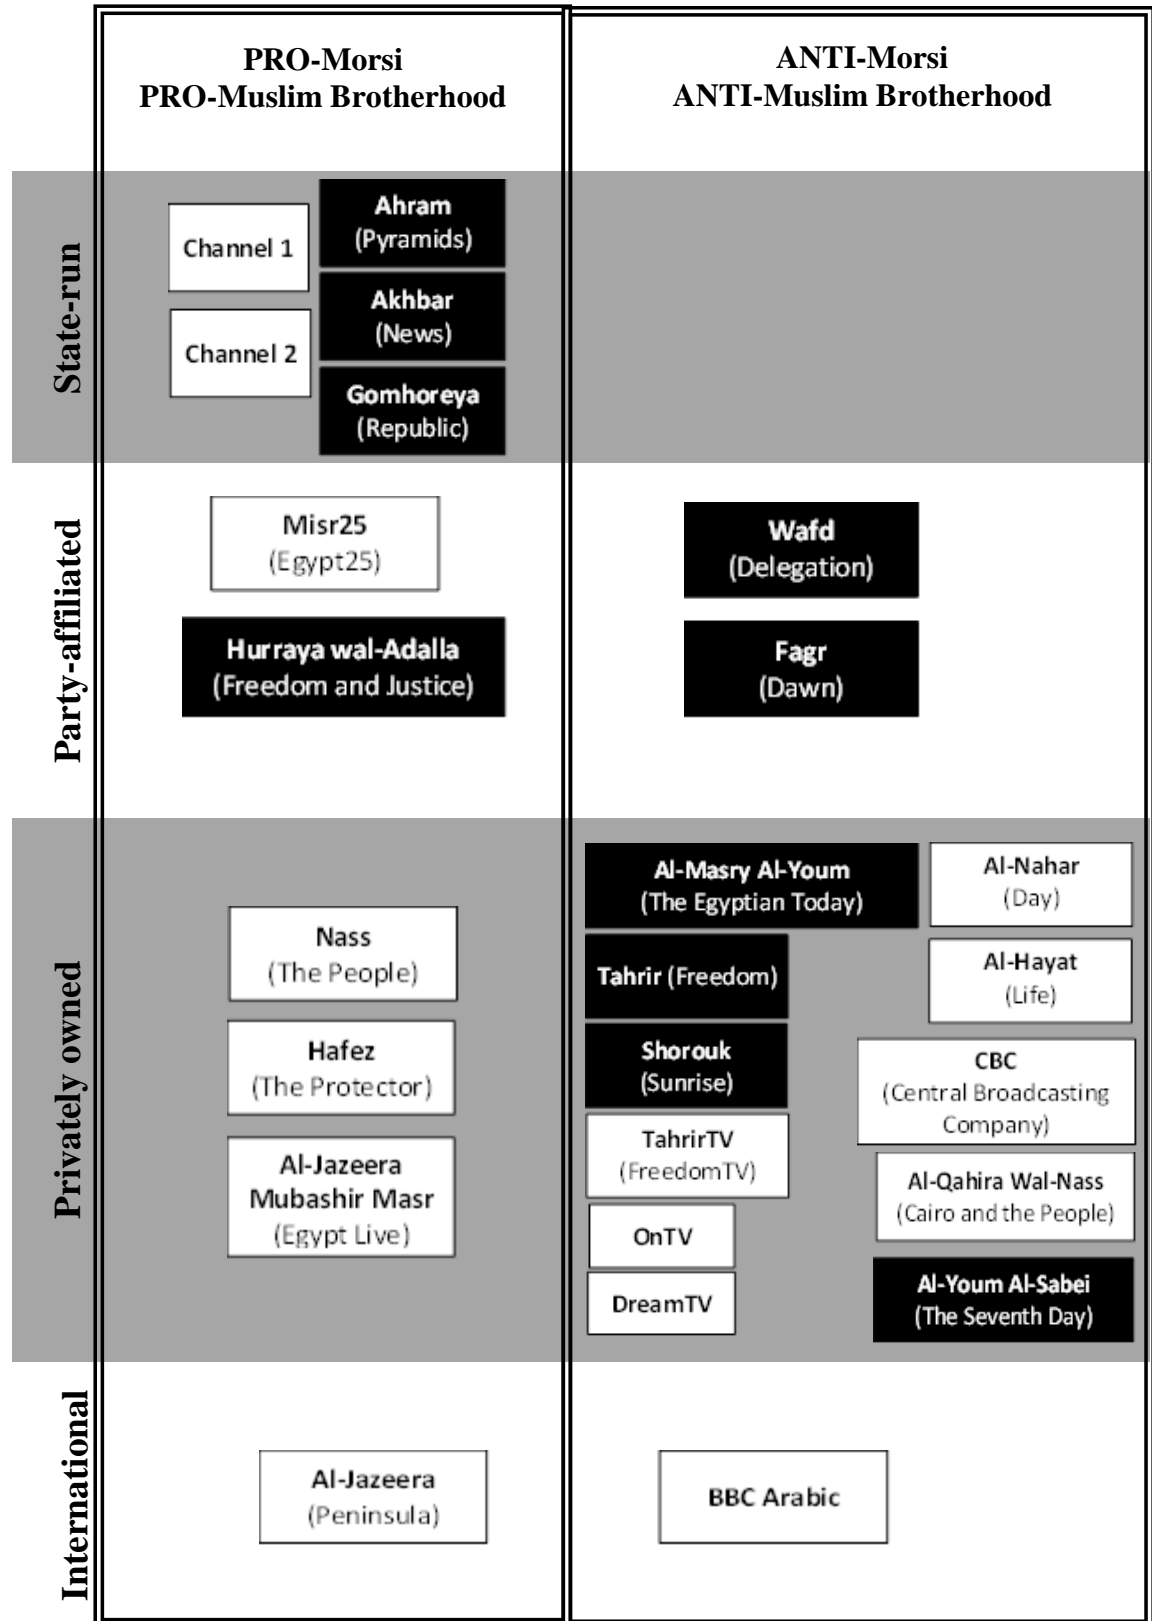 PRO-Morsi
PRO-Muslim Brotherhood
ANTI-Morsi
ANTI-Muslim Brotherhood
State-run
Channel 1
Channel 2
Ahram
(Pyramids)
Akhbar
(News)
Gomhoreya
(Republic)
Party-affiliated
Misr25
(Egypt25)
Hurraya wal-Adalla
(Freedom and Justice)
Wafd
(Delegation)
Fagr
(Dawn)
Privately owned
Nass
(The People)
Hafez
(The Protector)
Al-Jazeera
Mubashir Masr
(Egypt Live)
Al-Masry Al-Youm
(The Egyptian Today)
Tahrir (Freedom)
Shorouk
(Sunrise)
TahrirTV
(FreedomTV)
OnTV
DreamTV
Al-Nahar
(Day)
Al-Hayat
(Life)
CBC
(Central Broadcasting
Company)
Al-Qahira Wal-Nass
(Cairo and the People)
Al-Youm Al-Sabei
(The Seventh Day)
International
Al-Jazeera
(Peninsula)
BBC Arabic